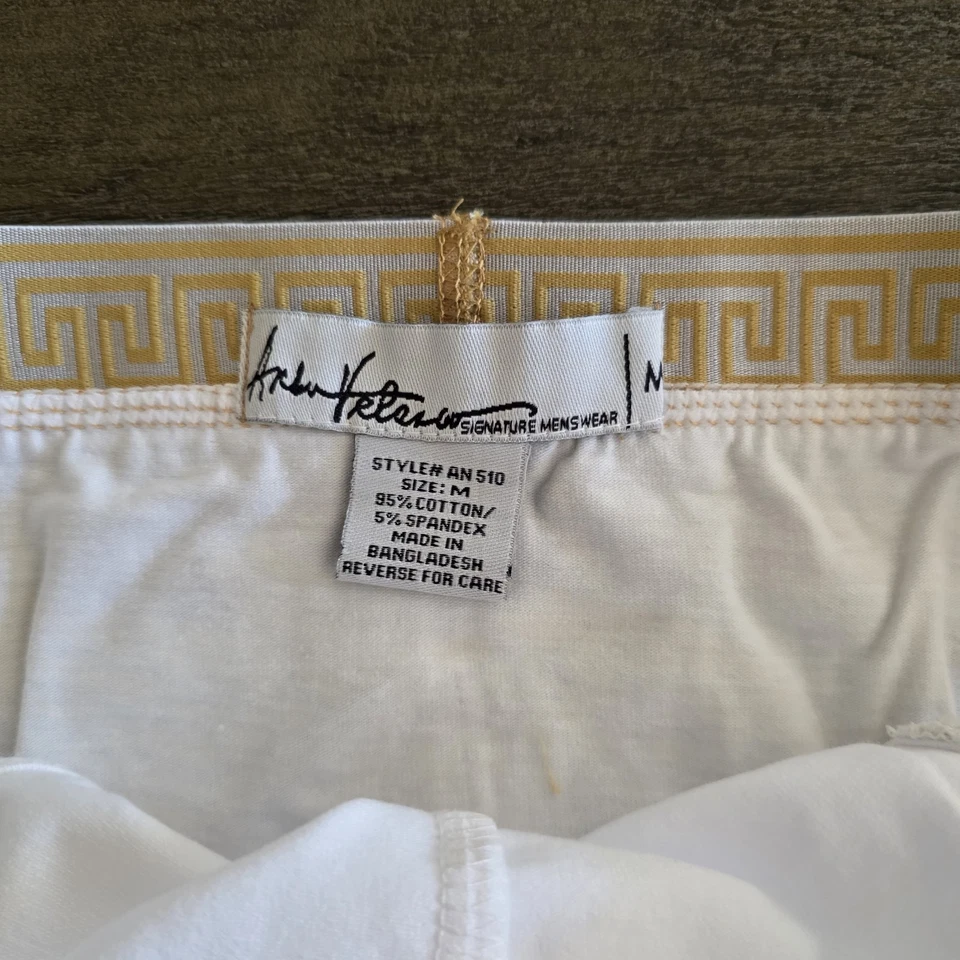 SIGNATURE MENSWEAR
M
STYLE# AN 510
SIZE: M
95% COTTON/
5% SPANDEX
MADE IN
BANGLADESH
REVERSE FOR CARE